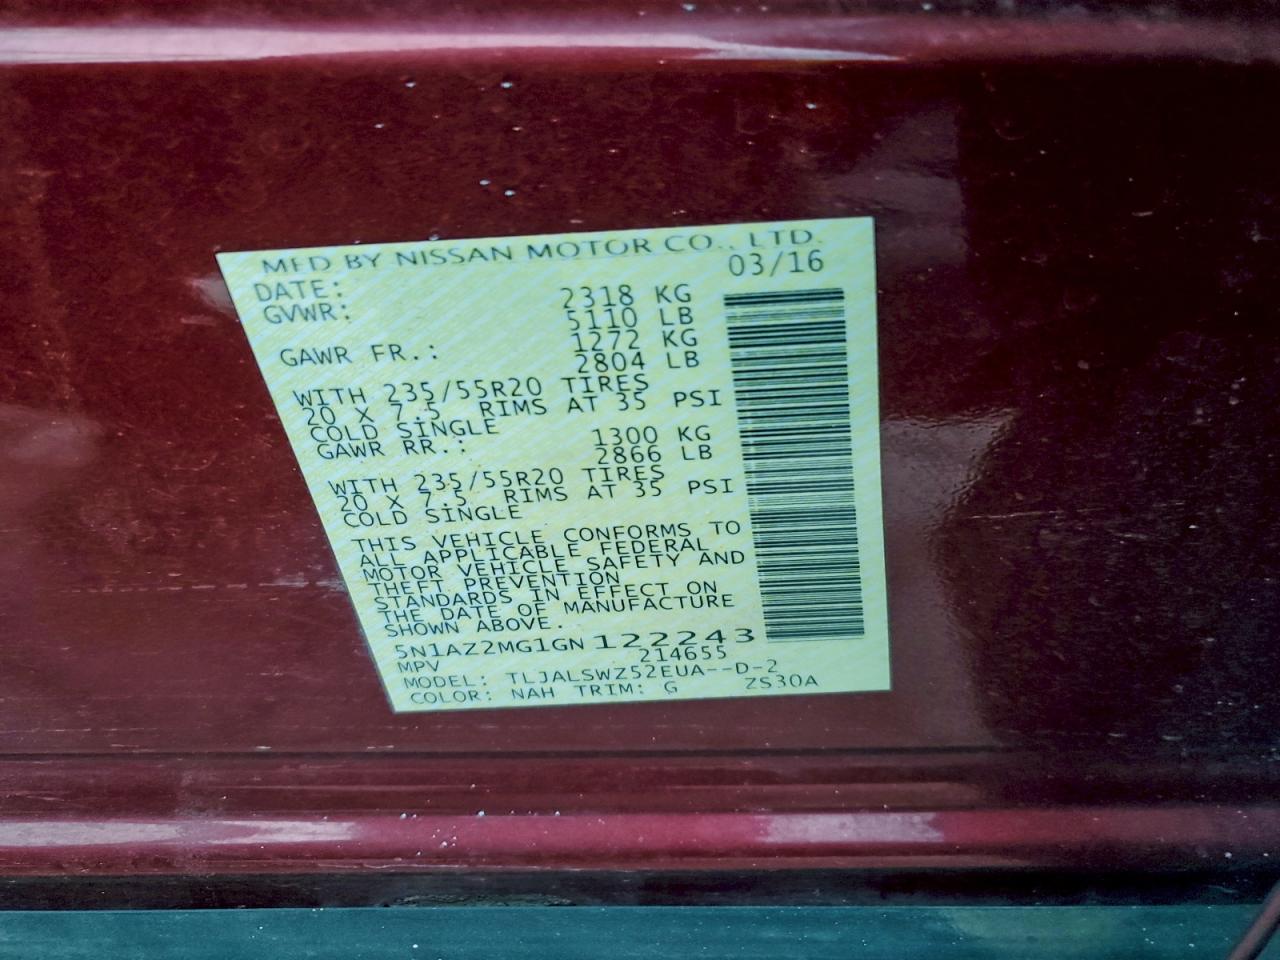 MFD BY NISSAN MOTOR CO., LTD.
DATE: 03/16
GVWR: 2318 KG
5110 LB
GAWR FR.: 1272 KG
2804 LB
WITH 235/55R20 TIRES
20 X 7.5 RIMS AT 35 PSI
COLD SINGLE
GAWR RR.: 1300 KG
2866 LB
WITH 235/55R20 TIRES
20 X 7.5 RIMS AT 35 PSI
COLD SINGLE
THIS VEHICLE CONFORMS TO
ALL APPLICABLE FEDERAL
MOTOR VEHICLE SAFETY AND
THEFT PREVENTION
STANDARDS IN EFFECT ON
THE DATE OF MANUFACTURE
SHOWN ABOVE.
5N1AZ2MG1GN122243
MPV 214655
MODEL: TLJALSWZ52EUA--D-2
COLOR: NAH TRIM: G ZS30A